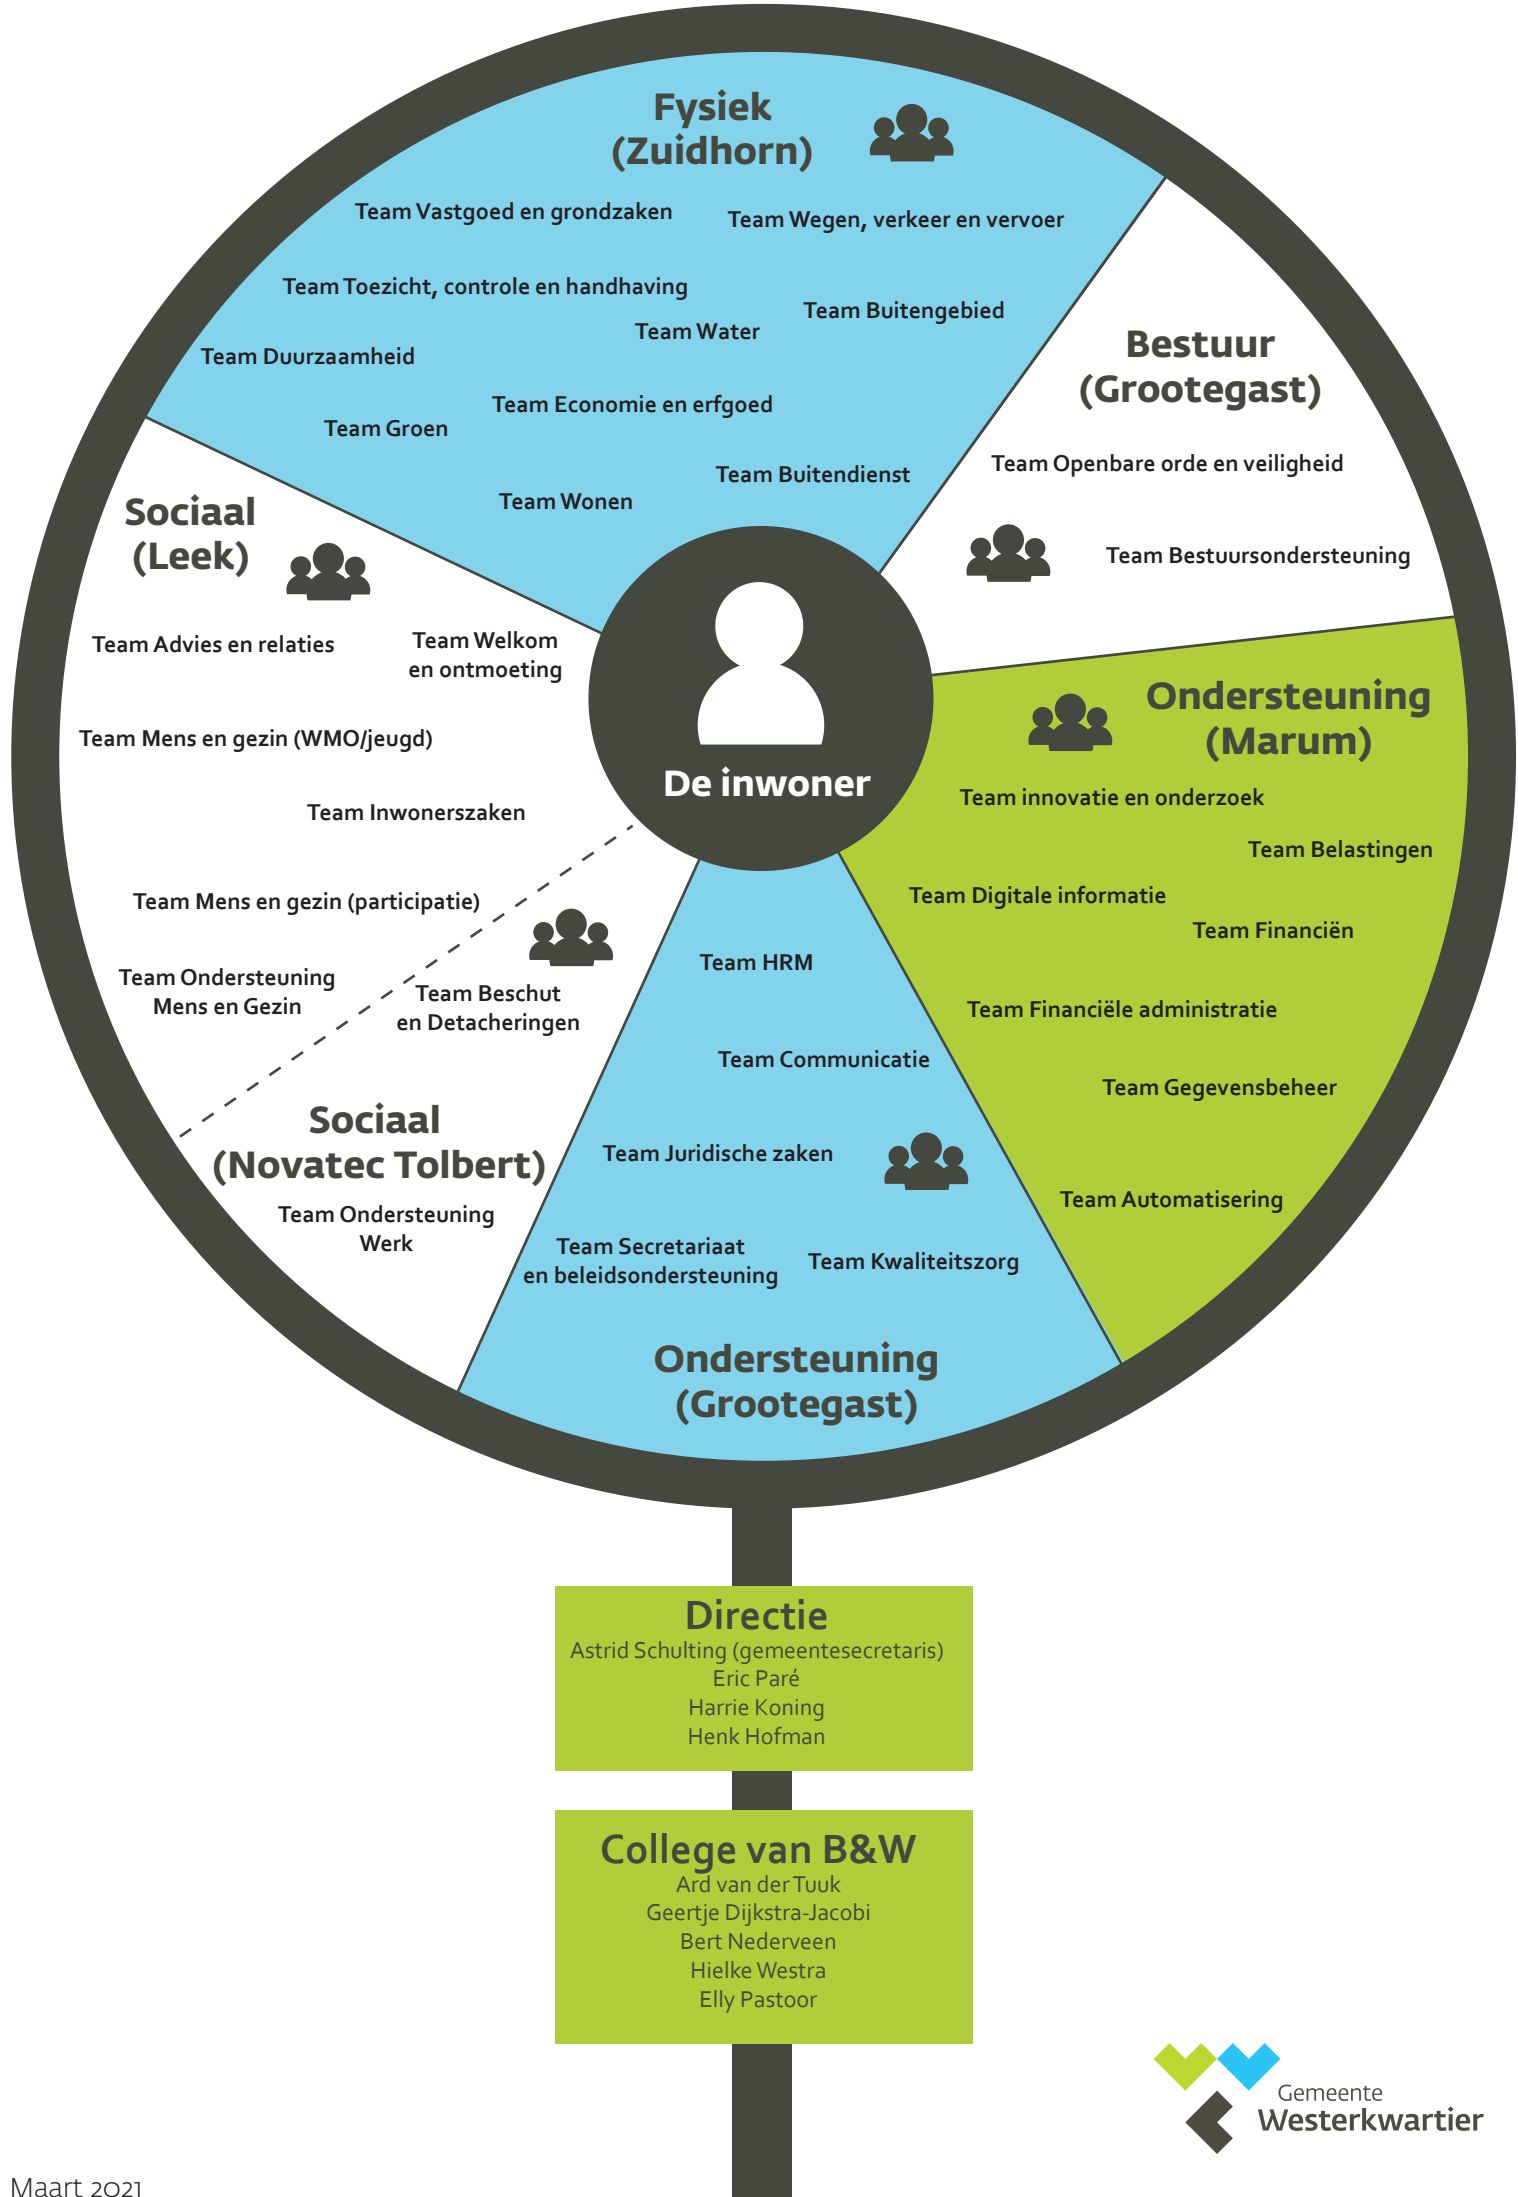 Fysiek
(Zuidhorn)
Team Vastgoed en grondzaken
Team Wegen, verkeer en vervoer
Team Toezicht, controle en handhaving
Team Buitengebied
Team Water
Team Duurzaamheid
Team Economie en erfgoed
Team Groen
Team Buitendienst
Team Wonen
Bestuur
(Grootegast)
Team Openbare orde en veiligheid
Team Bestuursondersteuning
Sociaal
(Leek)
Team Advies en relaties
Team Welkom
en ontmoeting
Team Mens en gezin (WMO/jeugd)
Team Inwonerszaken
Team Mens en gezin (participatie)
Team Ondersteuning
Mens en Gezin
De inwoner
Ondersteuning
(Marum)
Team innovatie en onderzoek
Team Belastingen
Team Digitale informatie
Team Financiën
Team Financiële administratie
Team Gegevensbeheer
Team Automatisering
Team Beschut
en Detacheringen
Sociaal
(Novatec Tolbert)
Team Ondersteuning
Werk
Team HRM
Team Communicatie
Team Juridische zaken
Team Secretariaat
en beleidsondersteuning
Team Kwaliteitszorg
Ondersteuning
(Grootegast)
Directie
Astrid Schulting (gemeentesecretaris)
Eric Paré
Harrie Koning
Henk Hofman
College van B&W
Ard van der Tuuk
Geertje Dijkstra-Jacobi
Bert Nederveen
Hielke Westra
Elly Pastoor
Gemeente
Westerkwartier
Maart 2021